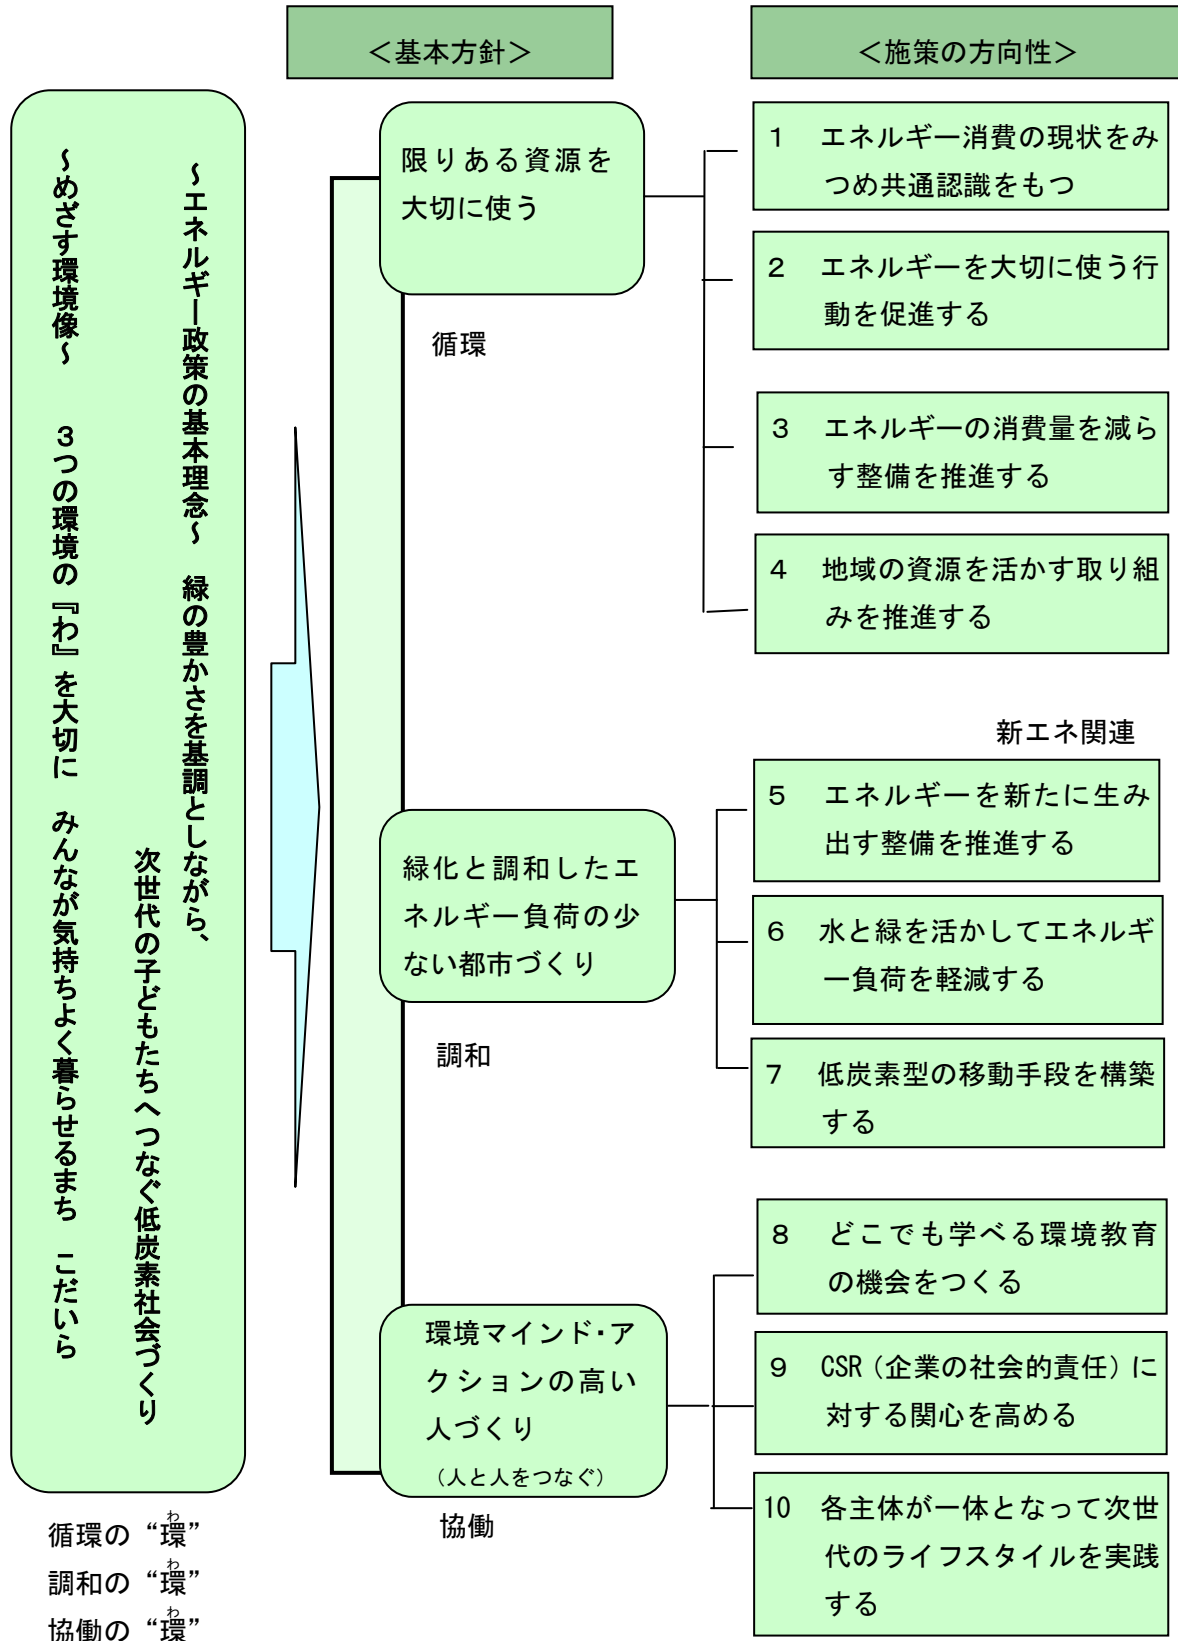 ＜基本方針＞
＜施策の方向性＞
～エネルギー政策の基本理念～　緑の豊かさを基調としながら、
次世代の子どもたちへつなぐ低炭素社会づくり
～めざす環境像～　３つの環境の『わ』を大切に　みんなが気持ちよく暮らせるまち　こだいら
循環の“環”
わ
調和の“環”
わ
協働の“環”
わ
限りある資源を
大切に使う
循環
１　エネルギー消費の現状をみ
つめ共通認識をもつ
２　エネルギーを大切に使う行
動を促進する
３　エネルギーの消費量を減ら
す整備を推進する
４　地域の資源を活かす取り組
みを推進する
緑化と調和したエ
ネルギー負荷の少
ない都市づくり
調和
新エネ関連
５　エネルギーを新たに生み
出す整備を推進する
６　水と緑を活かしてエネルギ
ー負荷を軽減する
７　低炭素型の移動手段を構築
する
環境マインド・ア
クションの高い
人づくり
（人と人をつなぐ）
協働
８　どこでも学べる環境教育
の機会をつくる
９　CSR（企業の社会的責任）に
対する関心を高める
10　各主体が一体となって次世
代のライフスタイルを実践
する